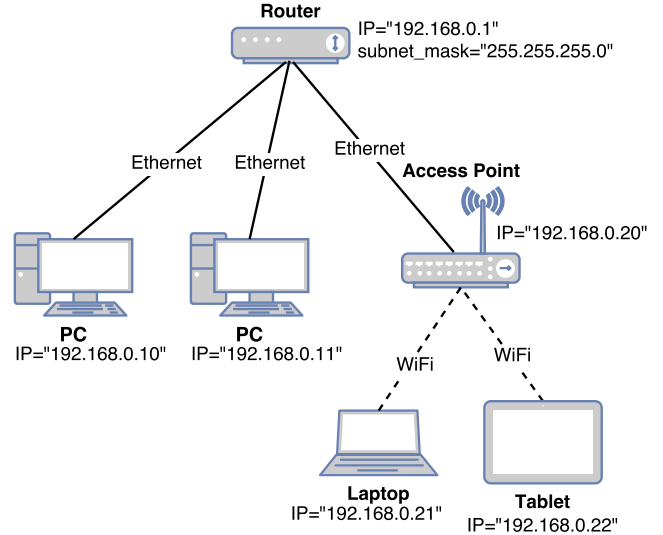 Router
IP="192.168.0.1"
subnet_mask="255.255.255.0"
Ethernet
Ethernet
Ethernet
Access Point
IP="192.168.0.20"
PC
IP="192.168.0.10"
PC
IP="192.168.0.11"
WiFi
WiFi
Laptop
IP="192.168.0.21"
Tablet
IP="192.168.0.22"